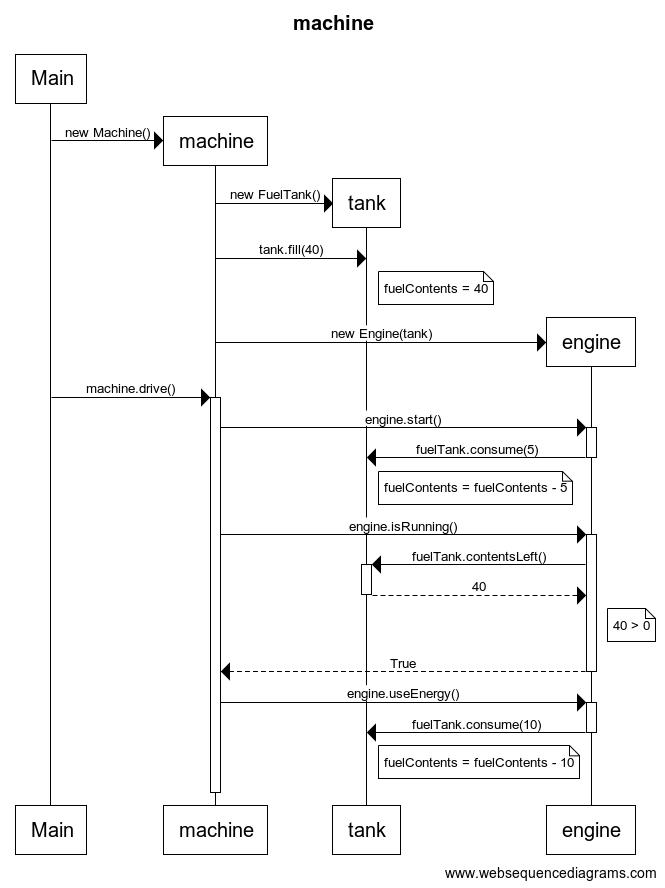 machine
Main
new Machine()
machine
new FuelTank()
tank
tank.fill(40)
fuelContents = 40
new Engine(tank)
engine
machine.drive()
engine.start()
fuelTank.consume(5)
fuelContents = fuelContents - 5
engine.isRunning()
fuelTank.contentsLeft()
40
40 > 0
True
engine.useEnergy()
fuelTank.consume(10)
fuelContents = fuelContents - 10
Main
machine
tank
engine
www.websequencediagrams.com